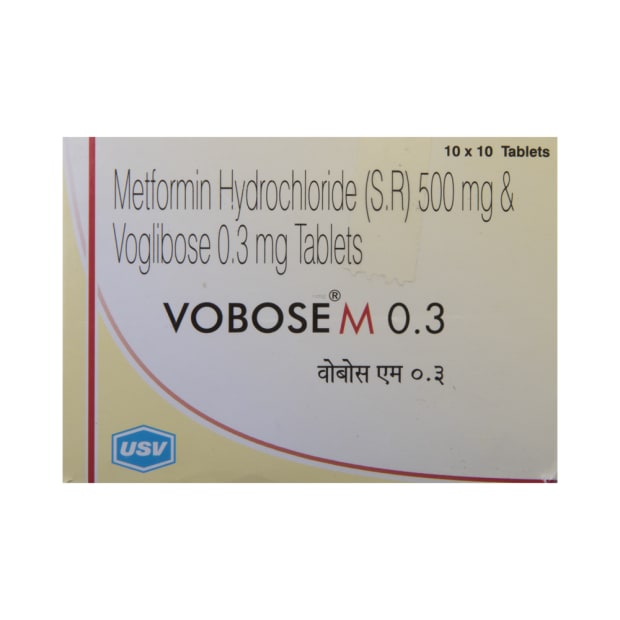 10 x 10 Tablets
Metformin Hydrochloride (S.R) 500 mg &
Voglibose 0.3 mg Tablets
VOBOSE® M 0.3
वोबोस एम ०.३
USV